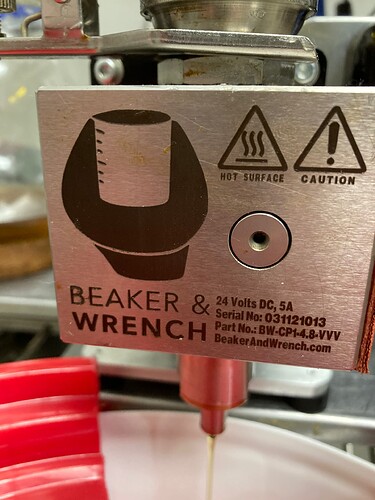 HOT SURFACE
CAUTION
BEAKER &
WRENCH
24 Volts DC, 5A
Serial No: 031121013
Part No.: BW-CP1-4.8-VVV
BeakerAndWrench.com